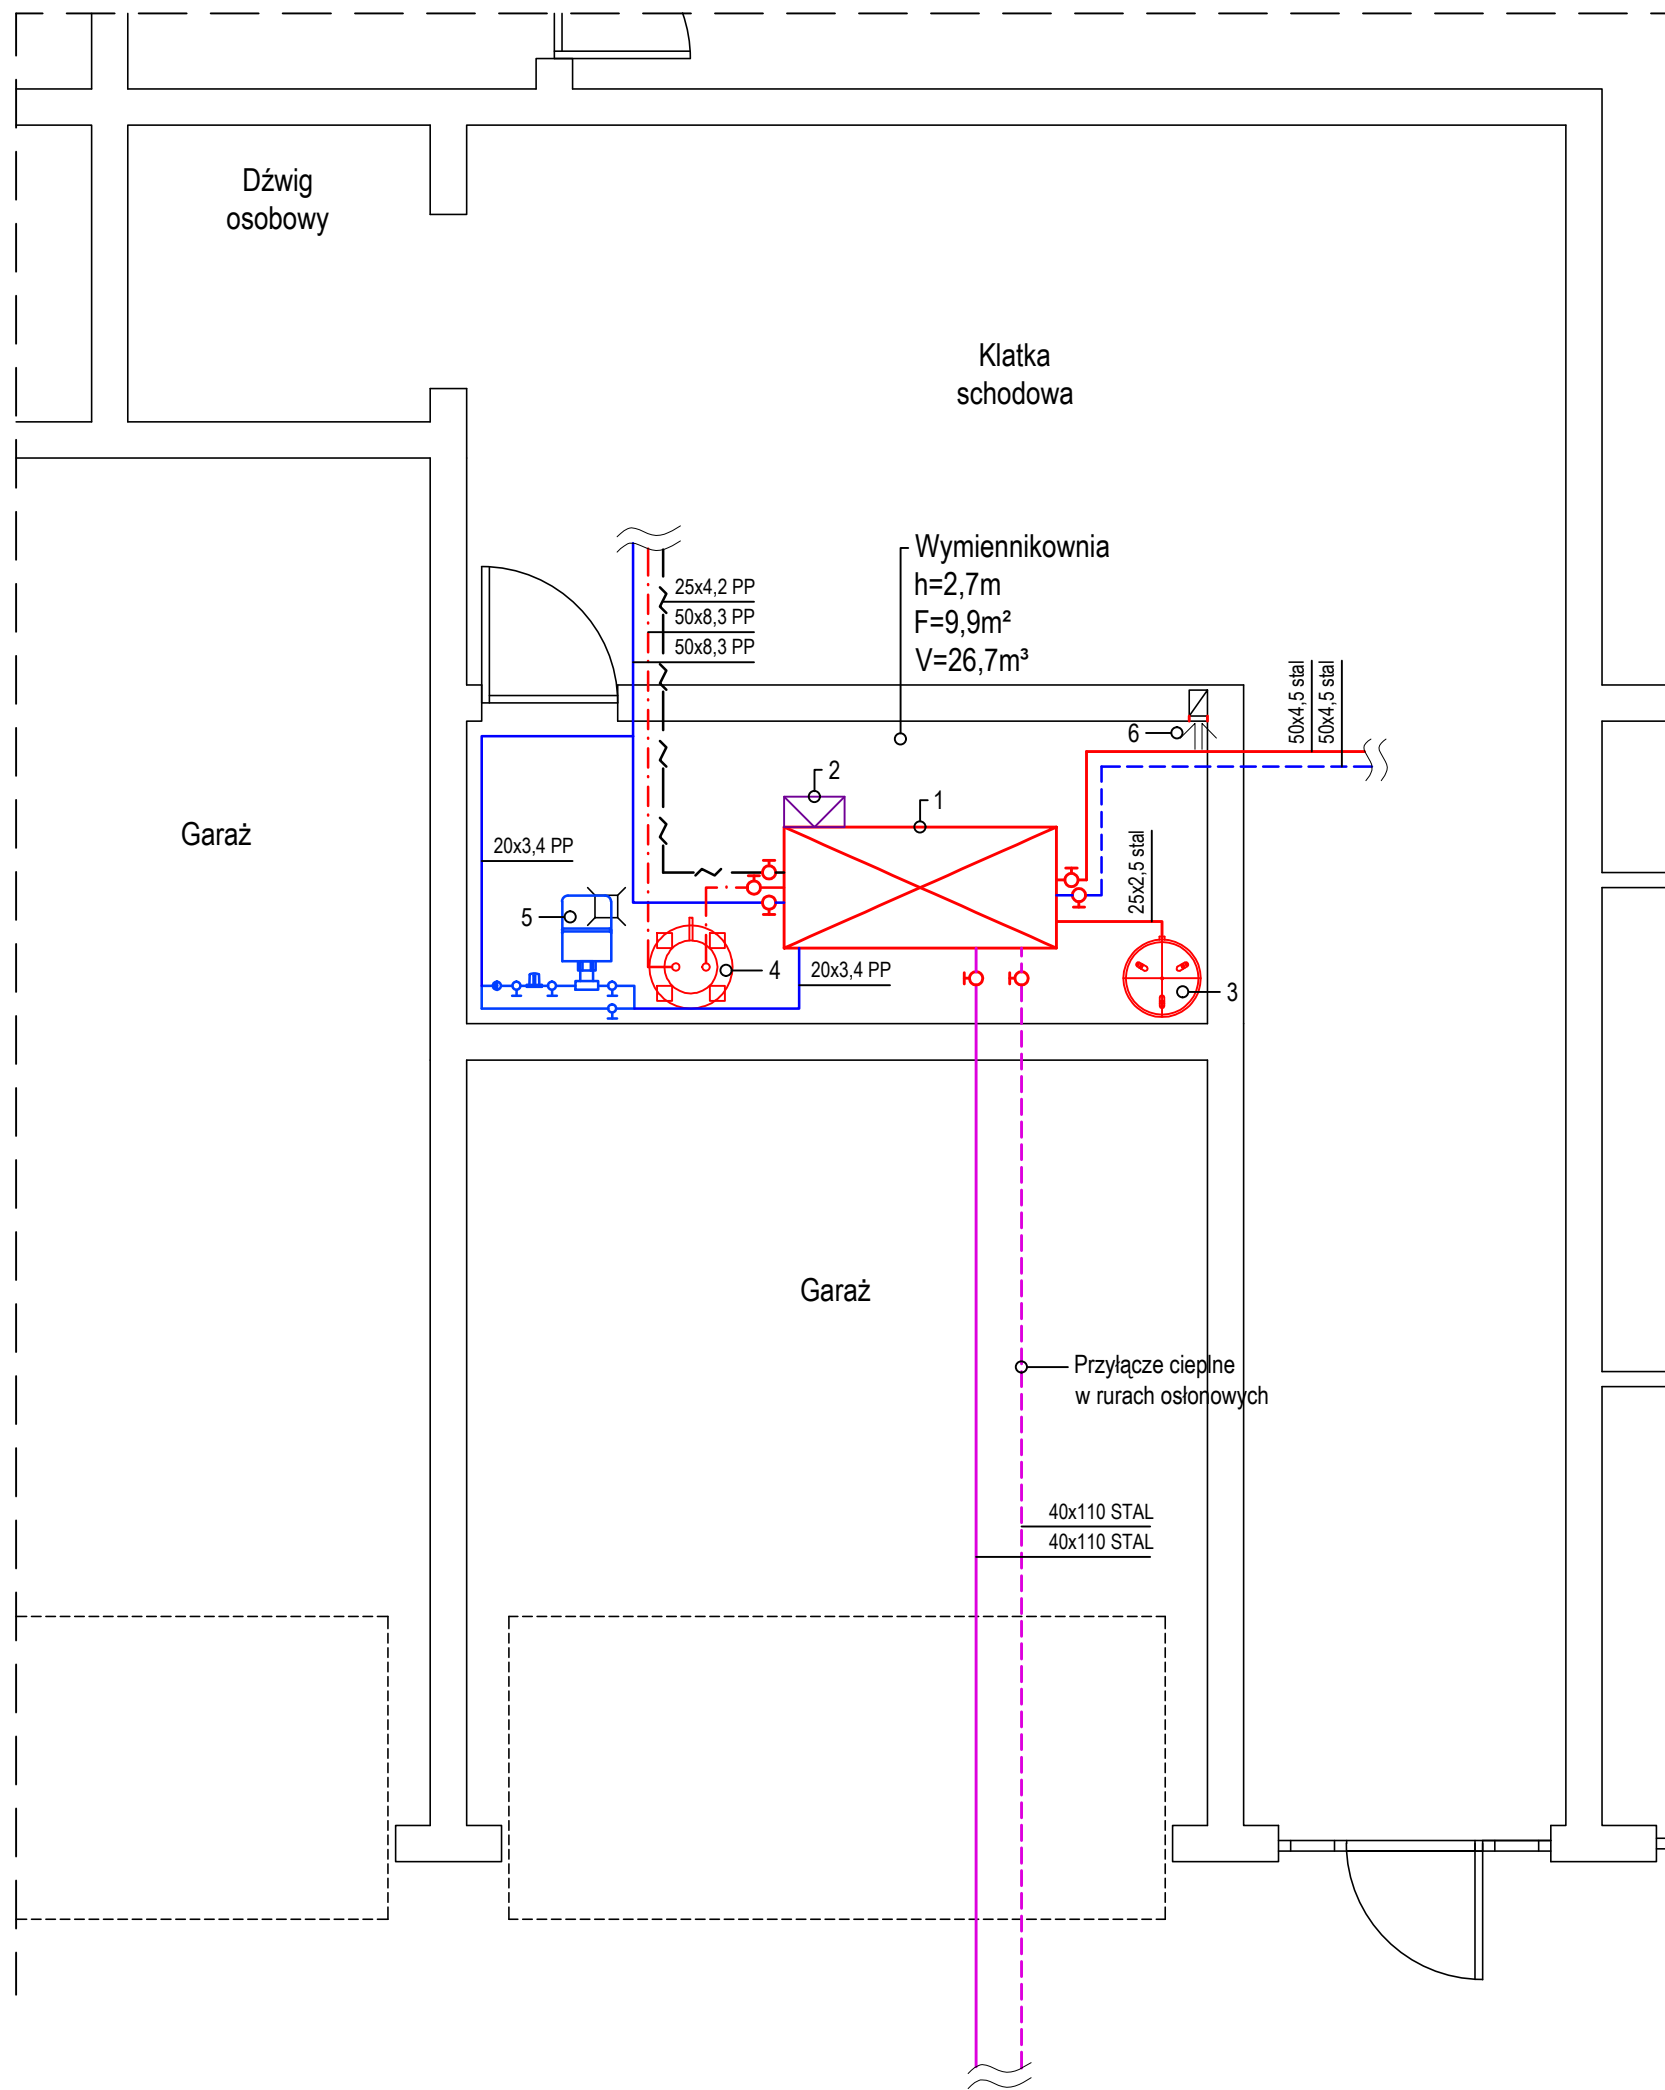 Dźwig
osobowy
Klatka
schodowa
Wymiennikownia
h=2,7m
F=9,9m²
V=26,7m³
25x4,2 PP
50x8,3 PP
50x8,3 PP
50x4,5 stal
50x4,5 stal
6
2
1
Garaż
20x3,4 PP
25x2,5 stal
5
4
20x3,4 PP
3
Garaż
Przyłącze cieplne
w rurach osłonowych
40x110 STAL
40x110 STAL